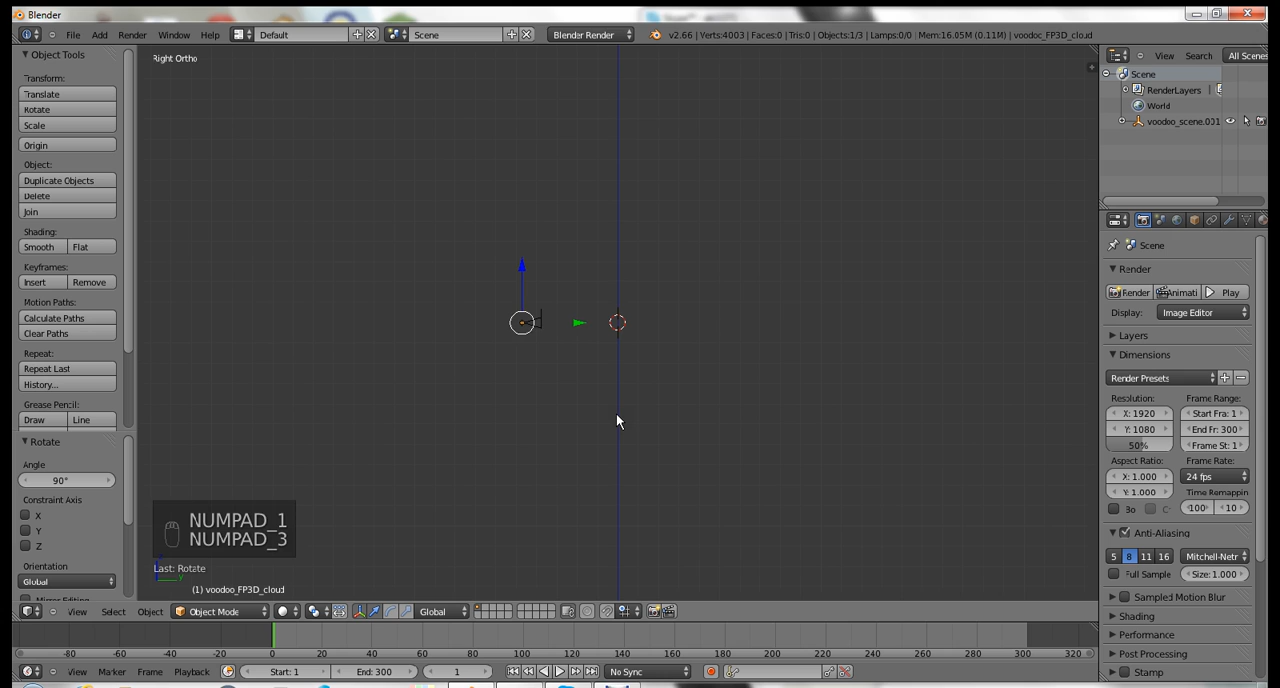 Blender
File Add Render Window Help Default Scene Blender Render v2.66 | Verts:4003 | Faces:0 | Tris:0 | Objects:1/3 | Lamps:0/0 | Mem:16.05M (0.11M) | voodoo_FP3D_cloud
Object Tools
Transform:
Translate
Rotate
Scale
Origin
Object:
Duplicate Objects
Delete
Join
Shading:
Smooth Flat
Keyframes:
Insert Remove
Motion Paths:
Calculate Paths
Clear Paths
Repeat:
Repeat Last
History...
Grease Pencil:
Draw Line
Rotate
Angle
90°
Constraint Axis
X
Y
Z
Orientation
Global
Right Ortho
NUMPAD_1
NUMPAD_3
Last: Rotate
(1) voodoo_FP3D_cloud
View Search All Scenes
Scene
RenderLayers |
World
voodoo_scene.001
Scene
Render
Render Animati Play
Display: Image Editor
Layers
Dimensions
Render Presets
Resolution: Frame Range:
X: 1920 Start Fra: 1
Y: 1080 End Fr: 300
50% Frame St: 1
Aspect Ratio: Frame Rate:
X: 1.000 24 fps
Y: 1.000 Time Remappin
Bo C 100 10
Anti-Aliasing
5 8 11 16 Mitchell-Netr
Full Sample Size: 1.000
Sampled Motion Blur
Shading
Performance
Post Processing
Stamp
View Select Object Object Mode Global
-80 -60 -40 -20 0 20 40 60 80 100 120 140 160 180 200 220 240 260 280 300 320
View Marker Frame Playback Start: 1 End: 300 1 No Sync